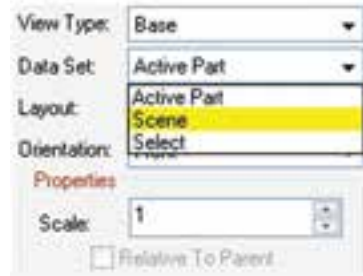 View Type: Base
Data Set: Active Part
Layout: Active Part
Scene
Orientation: Select
Properties
Scale: 1
Relative To Parent